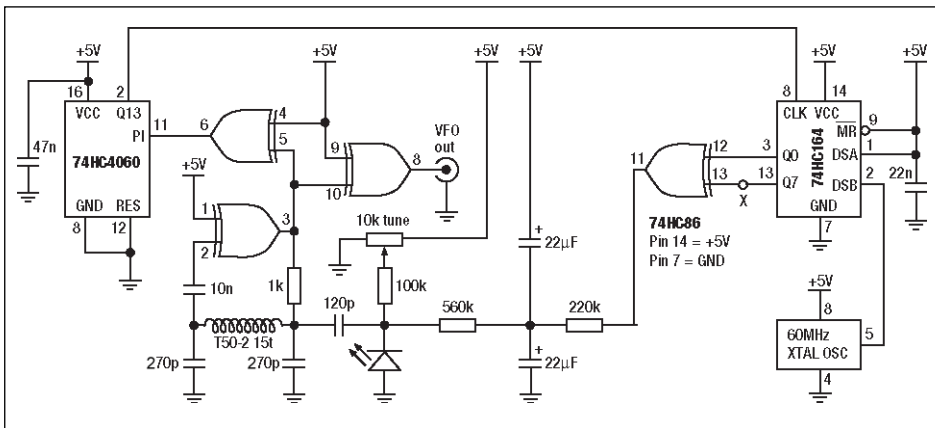 +5V
+5V
+5V
+5V
+5V
+5V
16
2
8
14
VCC
Q13
CLK
VCC
4
11
PI
6
5
VFO
out
MR
9
74HC4060
47n
9
8
11
12
3
Q0
74HC164
DSA
1
10
13
13
Q7
DSB
2
22n
+5V
X
GND
RES
1
3
10k tune
74HC86
GND
8
12
2
+
22µF
Pin 14 = +5V
7
Pin 7 = GND
10n
1k
100k
+5V
120p
560k
220k
8
T50-2 15t
60MHz
5
270p
270p
+
22µF
XTAL OSC
4